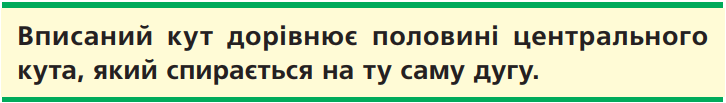 Вписаний кут дорівнює половині центрального
кута, який спирається на ту саму дугу.